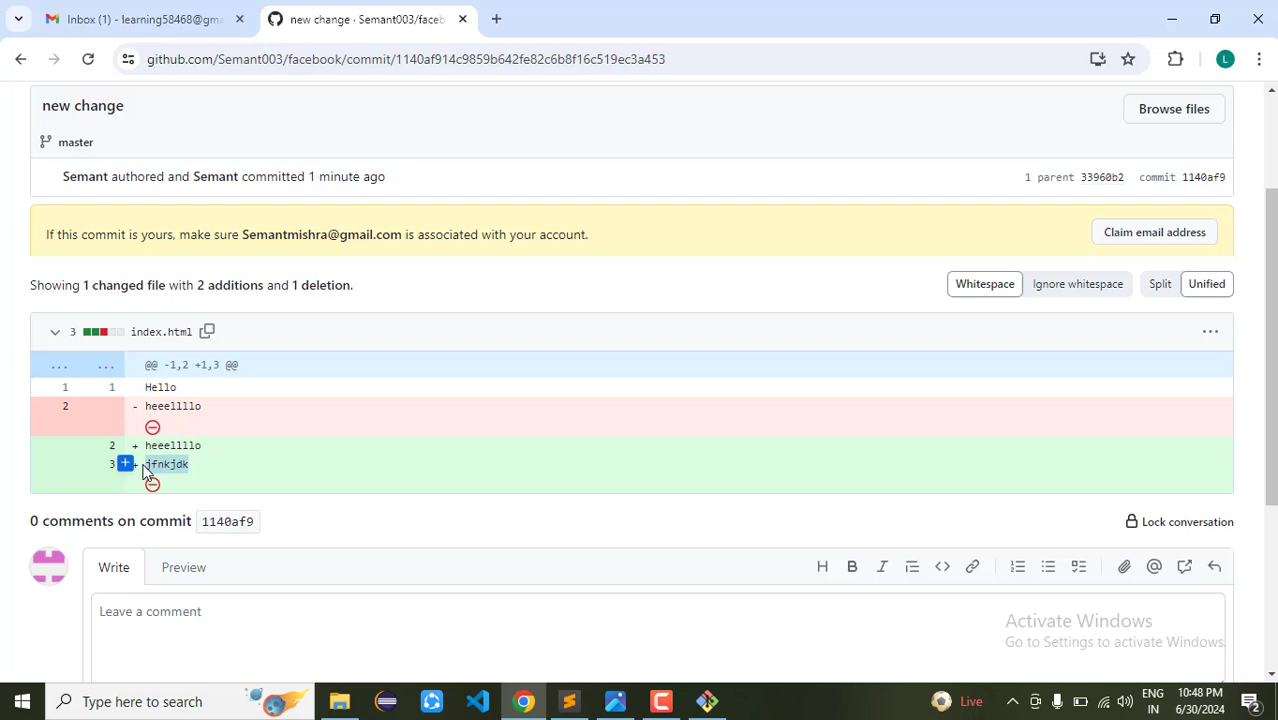 Inbox (1) - learning58468@gma
new change · Semant003/faceb
github.com/Semant003/facebook/commit/1140af914c9859b642fe82c6b8f16c519ec3a453
L
new change
Browse files
master
Semant authored and Semant committed 1 minute ago
1 parent 33960b2 commit 1140af9
If this commit is yours, make sure Semantmishra@gmail.com is associated with your account.
Claim email address
Showing 1 changed file with 2 additions and 1 deletion.
Whitespace Ignore whitespace Split Unified
3 index.html
... ... @@ -1,2 +1,3 @@
1 1 Hello
2 - heeellllo
2 + heeellllo
3 + jfnkjdk
0 comments on commit 1140af9
Lock conversation
Write Preview
Leave a comment
Activate Windows
Go to Settings to activate Windows.
Type here to search
Live
ENG
IN
10:48 PM
6/30/2024
2